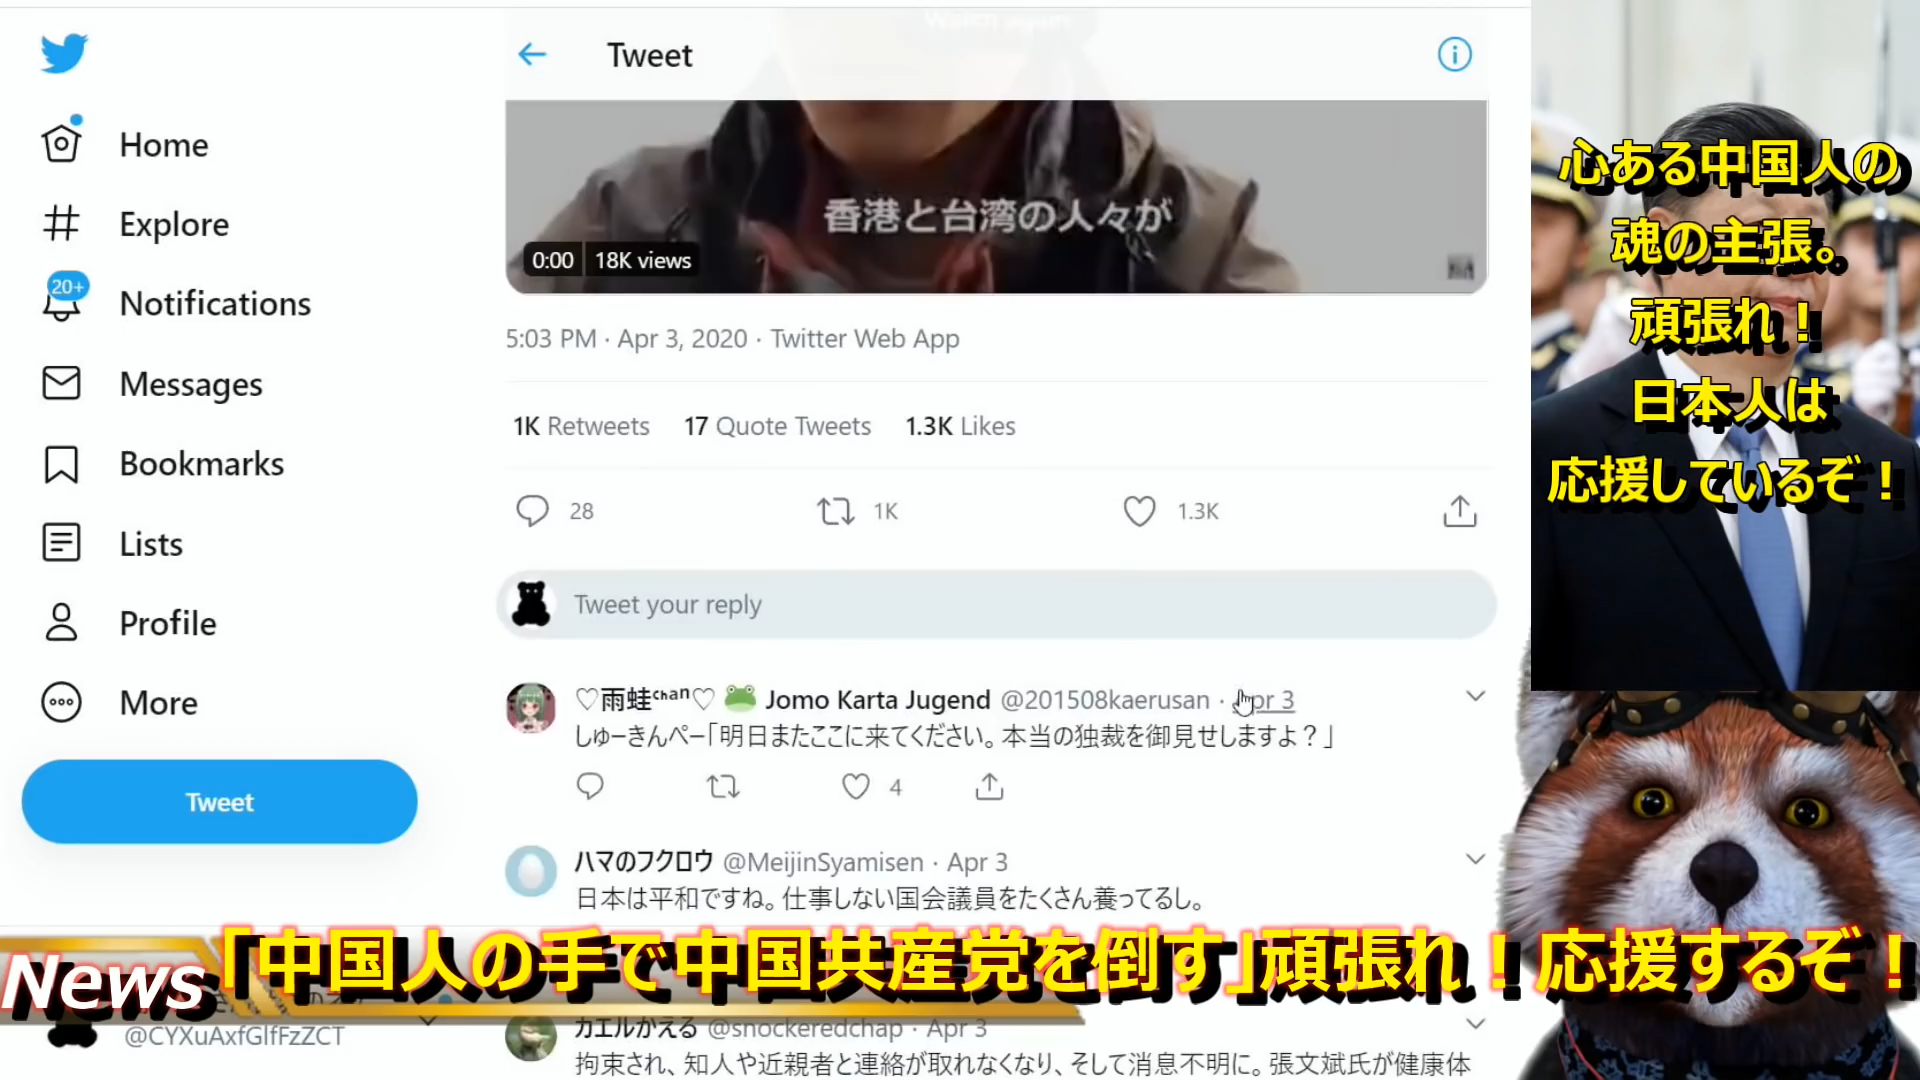 Tweet
Home
Explore
20+
Notifications
Messages
Bookmarks
Lists
Profile
More
Tweet
@CYXuAxfGlfFzZCT
香港と台湾の人々が
0:00 18K views
5:03 PM · Apr 3, 2020 · Twitter Web App
1K Retweets 17 Quote Tweets 1.3K Likes
28 1K 1.3K
Tweet your reply
♡雨蛙ᶜʰᵃⁿ♡ 🐸 Jomo Karta Jugend @201508kaerusan · Apr 3
しゅーきんぺー「明日またここに来てください。本当の独裁を御見せしますよ？」
4
ハマのフクロウ @MeijinSyamisen · Apr 3
日本は平和ですね。仕事しない国会議員をたくさん養ってるし。
カエルかえる @snockeredchap · Apr 3
拘束され、知人や近親者と連絡が取れなくなり、そして消息不明に。張文斌氏が健康体
心ある中国人の
魂の主張。
頑張れ！
日本人は
応援しているぞ！
News
「中国人の手で中国共産党を倒す」頑張れ！応援するぞ！